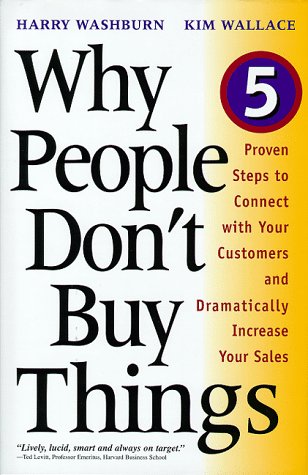 HARRY WASHBURN KIM WALLACE
Why
People
Don't
Buy
Things
5
Proven
Steps to
Connect
with Your
Customers
and
Dramatically
Increase
Your Sales
"Lively, lucid, smart and always on target."
—Ted Levitt, Professor Emeritus, Harvard Business School